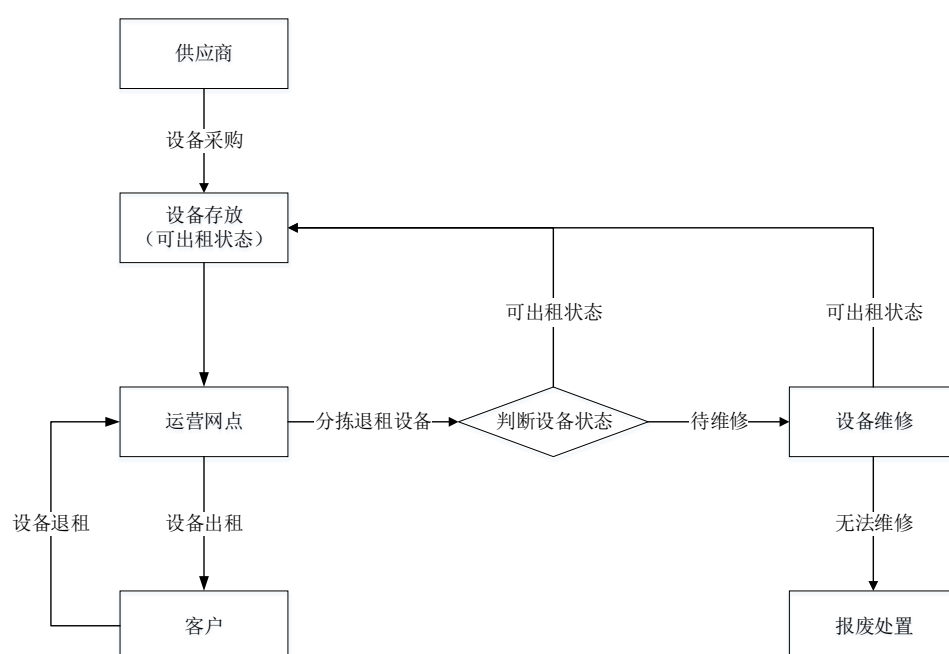 供应商
设备采购
设备存放
（可出租状态）
可出租状态
可出租状态
运营网点
分拣退租设备
判断设备状态
待维修
设备维修
设备退租
设备出租
无法维修
客户
报废处置